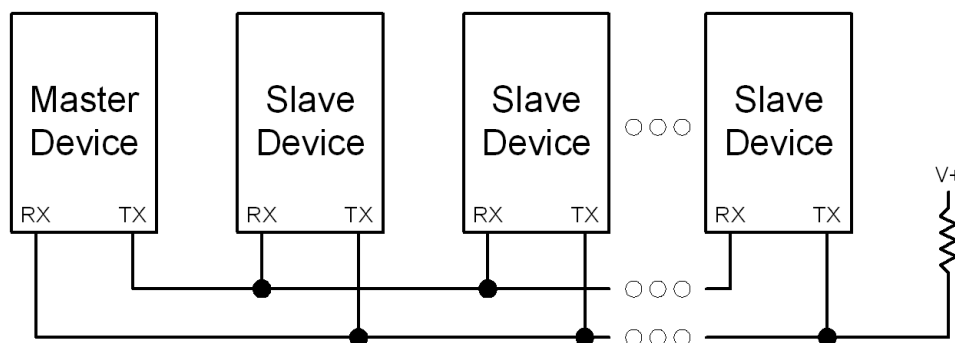 Master
Device
Slave
Device
Slave
Device
Slave
Device
RX TX
RX TX
RX TX
RX TX
V+